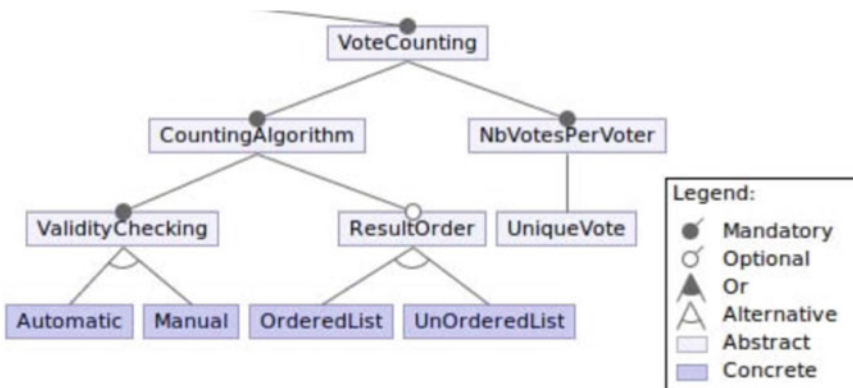 VoteCounting
CountingAlgorithm
NbVotesPerVoter
ValidityChecking
ResultOrder
UniqueVote
Automatic
Manual
OrderedList
UnOrderedList
Legend:
Mandatory
Optional
Or
Alternative
Abstract
Concrete